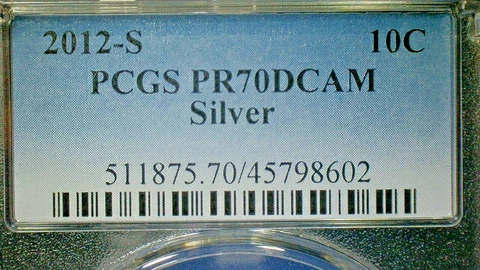 2012-S 10C
PCGS PR70DCAM
Silver
511875.70/45798602